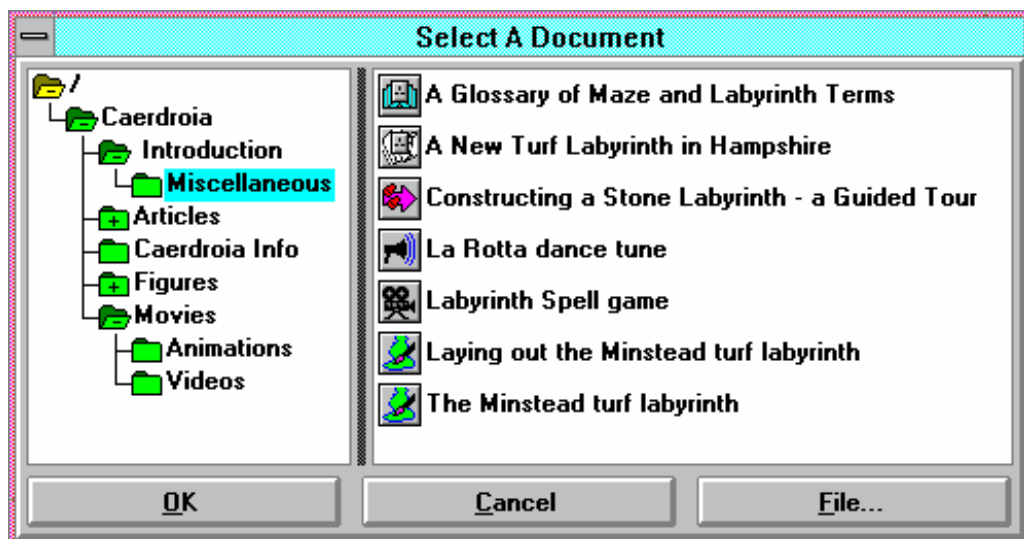 Select A Document
/
Caerdroia
Introduction
Miscellaneous
Articles
Caerdroia Info
Figures
Movies
Animations
Videos
A Glossary of Maze and Labyrinth Terms
A New Turf Labyrinth in Hampshire
Constructing a Stone Labyrinth - a Guided Tour
La Rotta dance tune
Labyrinth Spell game
Laying out the Minstead turf labyrinth
The Minstead turf labyrinth
OK
Cancel
File...